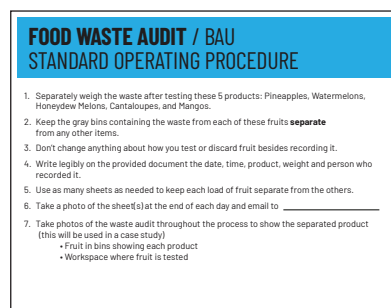 FOOD WASTE AUDIT / BAU
STANDARD OPERATING PROCEDURE
1. Separately weigh the waste after testing these 5 products: Pineapples, Watermelons,
Honeydew Melons, Cantaloupes, and Mangos.
2. Keep the gray bins containing the waste from each of these fruits separate
from any other items.
3. Don't change anything about how you test or discard fruit besides recording it.
4. Write legibly on the provided document the date, time, product, weight and person who
recorded it.
5. Use as many sheets as needed to keep each load of fruit separate from the others.
6. Take a photo of the sheet(s) at the end of each day and email to ____________________
7. Take photos of the waste audit throughout the process to show the separated product
(this will be used in a case study)
• Fruit in bins showing each product
• Workspace where fruit is tested